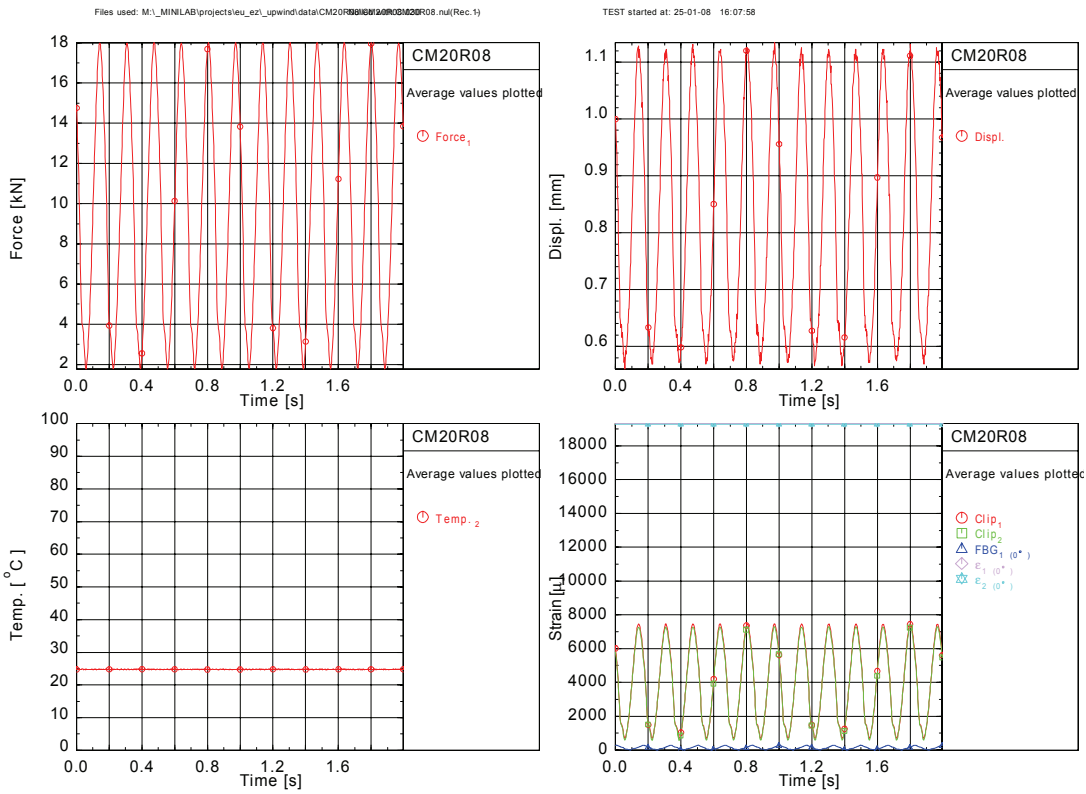 Files used: M:\_MINILAB\projects\eu_ez\_upwind\data\CM20R08 CM20R08.nul(Rec.1-)
TEST started at: 25-01-08 16:07:58
18
16
14
12
10
8
6
4
2
Force [kN]
0.0 0.4 0.8 1.2 1.6
Time [s]
CM20R08
Average values plotted
Force1
1.1
1.0
0.9
0.8
0.7
0.6
Displ. [mm]
0.0 0.4 0.8 1.2 1.6
Time [s]
CM20R08
Average values plotted
Displ.
100
90
80
70
60
50
40
30
20
10
0
Temp. [°C]
0.0 0.4 0.8 1.2 1.6
Time [s]
CM20R08
Average values plotted
Temp.2
18000
16000
14000
12000
10000
8000
6000
4000
2000
0
Strain [µ]
0.0 0.4 0.8 1.2 1.6
Time [s]
CM20R08
Average values plotted
Clip1
Clip2
FBG1 (0°)
ε1 (0°)
ε2 (0°)